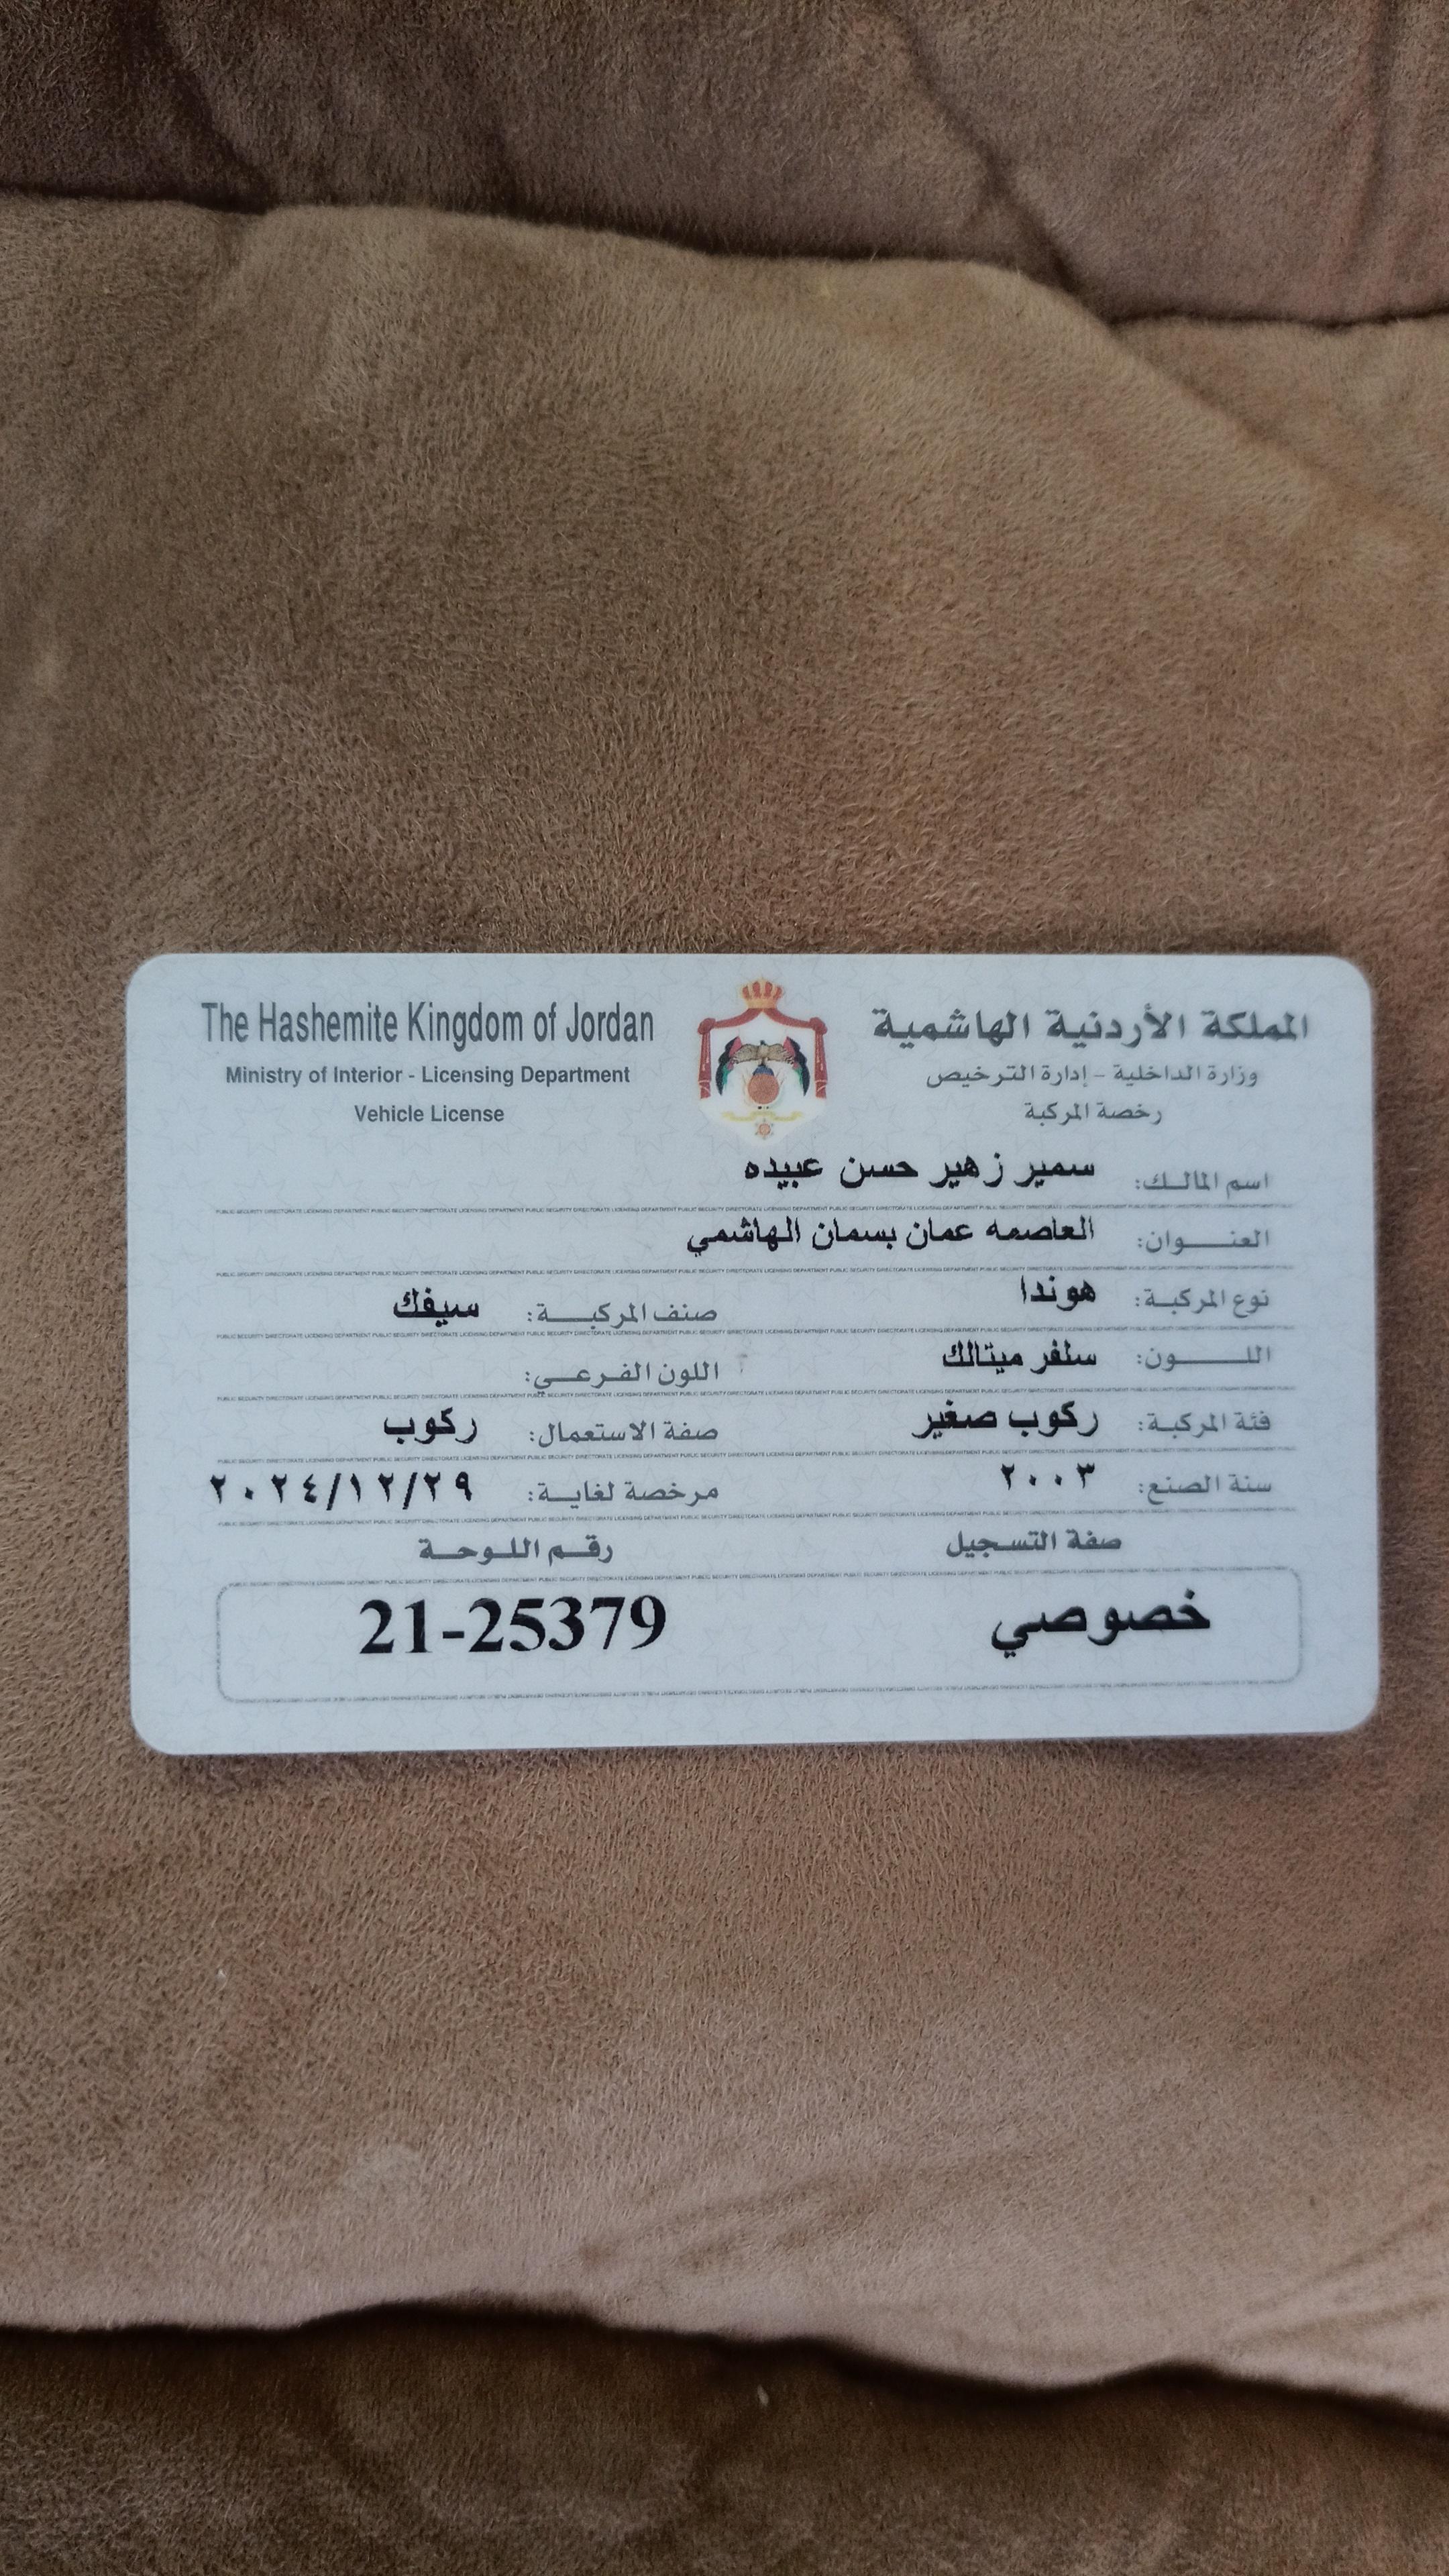 The Hashemite Kingdom of Jordan
المملكة الأردنية الهاشمية
Ministry of Interior - Licensing Department
وزارة الداخلية - إدارة الترخيص
Vehicle License
رخصة المركبة
اسم المالك: سمير زهير حسن عبيده
العنوان: العاصمه عمان بسمان الهاشمي
نوع المركبة: هوندا صنف المركبة: سيفك
اللون: سلفر ميتالك اللون الفرعي:
فئة المركبة: ركوب صغير صفة الاستعمال: ركوب
سنة الصنع: ٢٠٠٣ مرخصة لغاية: ٢٠٢٤/١٢/٢٩
صفة التسجيل رقم اللوحة
خصوصي 21-25379